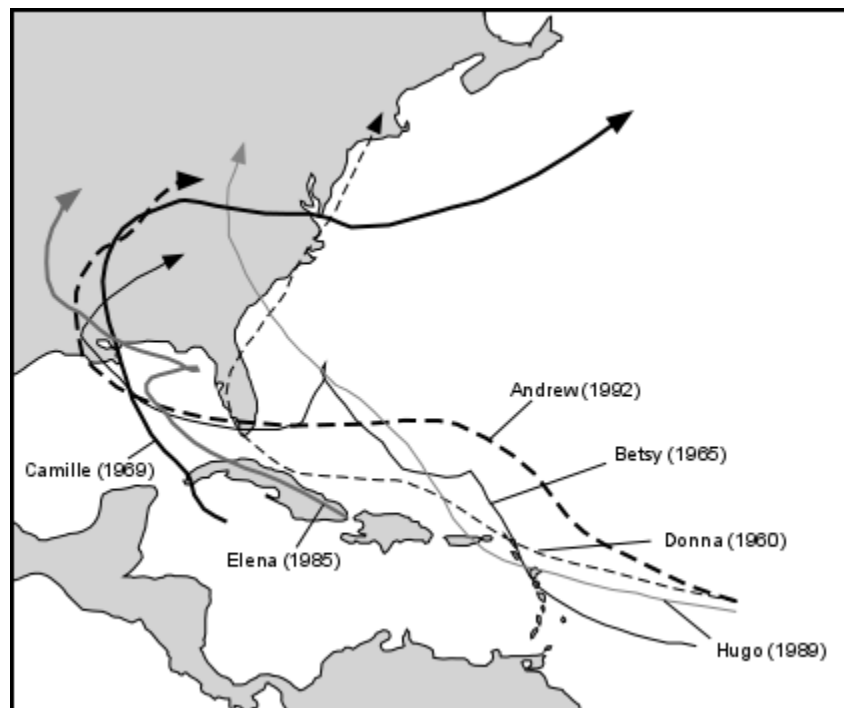 Andrew (1992)
Betsy (1965)
Camille (1969)
Donna (1960)
Elena (1985)
Hugo (1989)